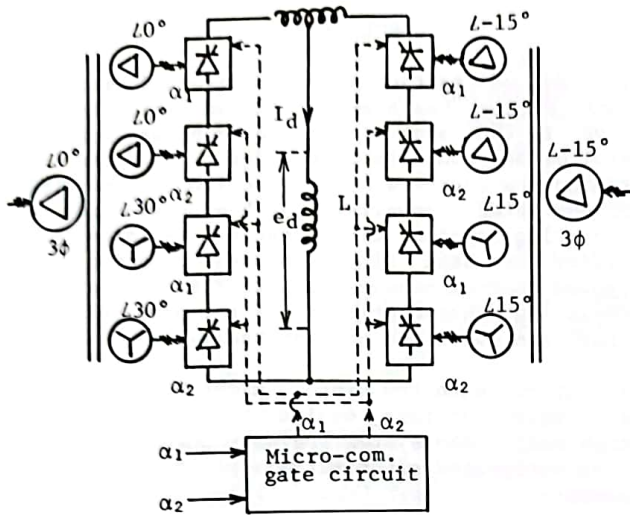 ∠0°
∠-15°
α1
α1
∠0°
Id
∠-15°
∠0°
α2
L
α2
∠-15°
∠30°
ed
∠15°
3φ
α1
α1
3φ
∠30°
∠15°
α2
α2
α1
α2
α1
Micro-com.
gate circuit
α2